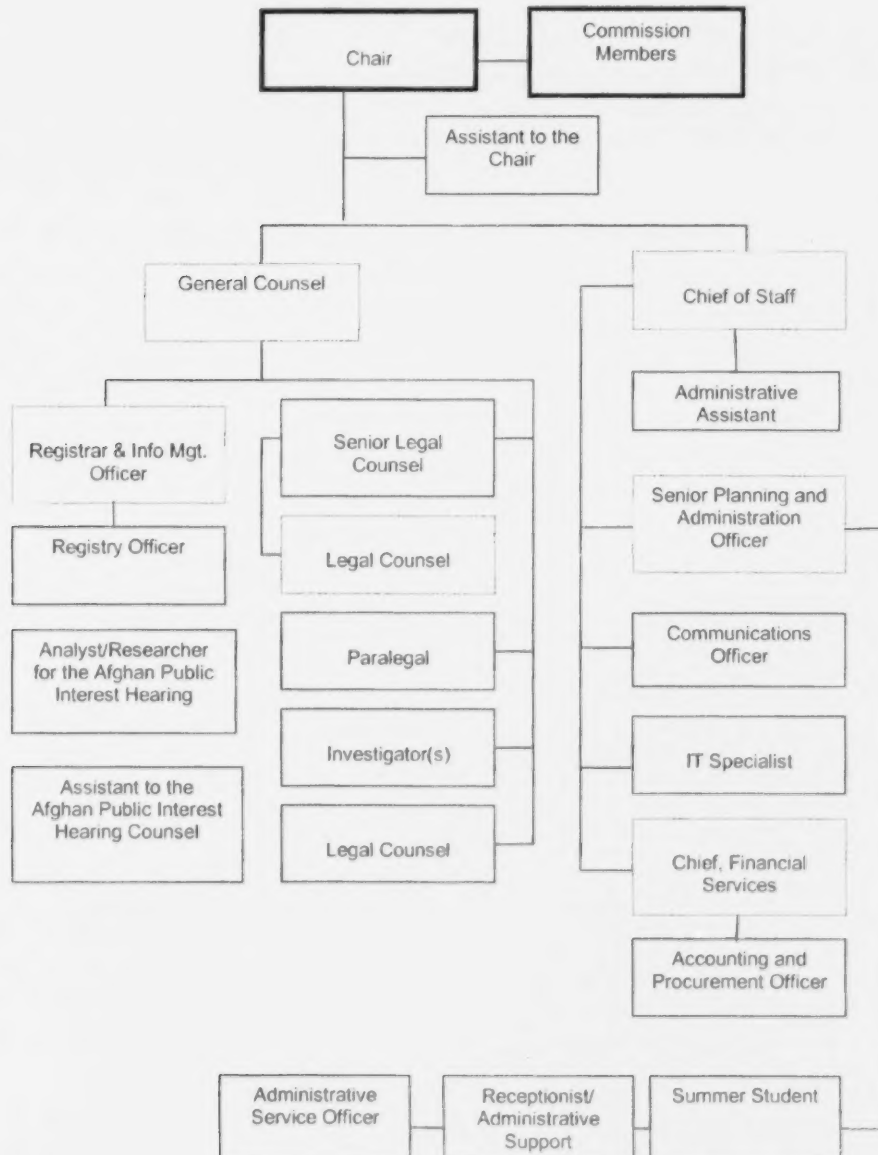 Chair
Commission
Members
Assistant to the
Chair
General Counsel
Chief of Staff
Administrative
Assistant
Registrar & Info Mgt.
Officer
Senior Legal
Counsel
Senior Planning and
Administration
Officer
Registry Officer
Legal Counsel
Analyst/Researcher
for the Afghan Public
Interest Hearing
Paralegal
Communications
Officer
Assistant to the
Afghan Public Interest
Hearing Counsel
Investigator(s)
IT Specialist
Legal Counsel
Chief, Financial
Services
Accounting and
Procurement Officer
Administrative
Service Officer
Receptionist/
Administrative
Support
Summer Student